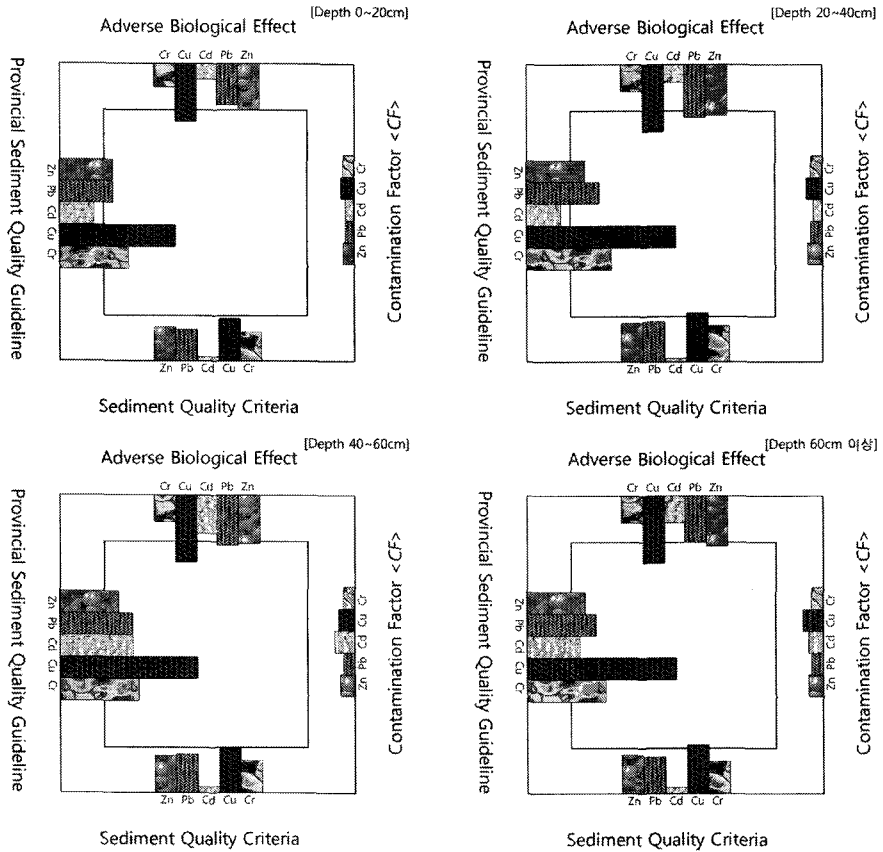 [Depth 0~20cm]
Adverse Biological Effect
Cr Cu Cd Pb Zn
Provincial Sediment Quality Guideline
Zn Pb Cd Cu Cr
Cr Cu Cd Pb Zn
Contamination Factor <CF>
Zn Pb Cd Cu Cr
Sediment Quality Criteria
[Depth 20~40cm]
Adverse Biological Effect
Cr Cu Cd Pb Zn
Provincial Sediment Quality Guideline
Zn Pb Cd Cu Cr
Cr Cu Cd Pb Zn
Contamination Factor <CF>
Zn Pb Cd Cu Cr
Sediment Quality Criteria
[Depth 40~60cm]
Adverse Biological Effect
Cr Cu Cd Pb Zn
Provincial Sediment Quality Guideline
Zn Pb Cd Cu Cr
Cr Cu Cd Pb Zn
Contamination Factor <CF>
Zn Pb Cd Cu Cr
Sediment Quality Criteria
[Depth 60cm 이상]
Adverse Biological Effect
Cr Cu Cd Pb Zn
Provincial Sediment Quality Guideline
Zn Pb Cd Cu Cr
Cr Cu Cd Pb Zn
Contamination Factor <CF>
Zn Pb Cd Cu Cr
Sediment Quality Criteria